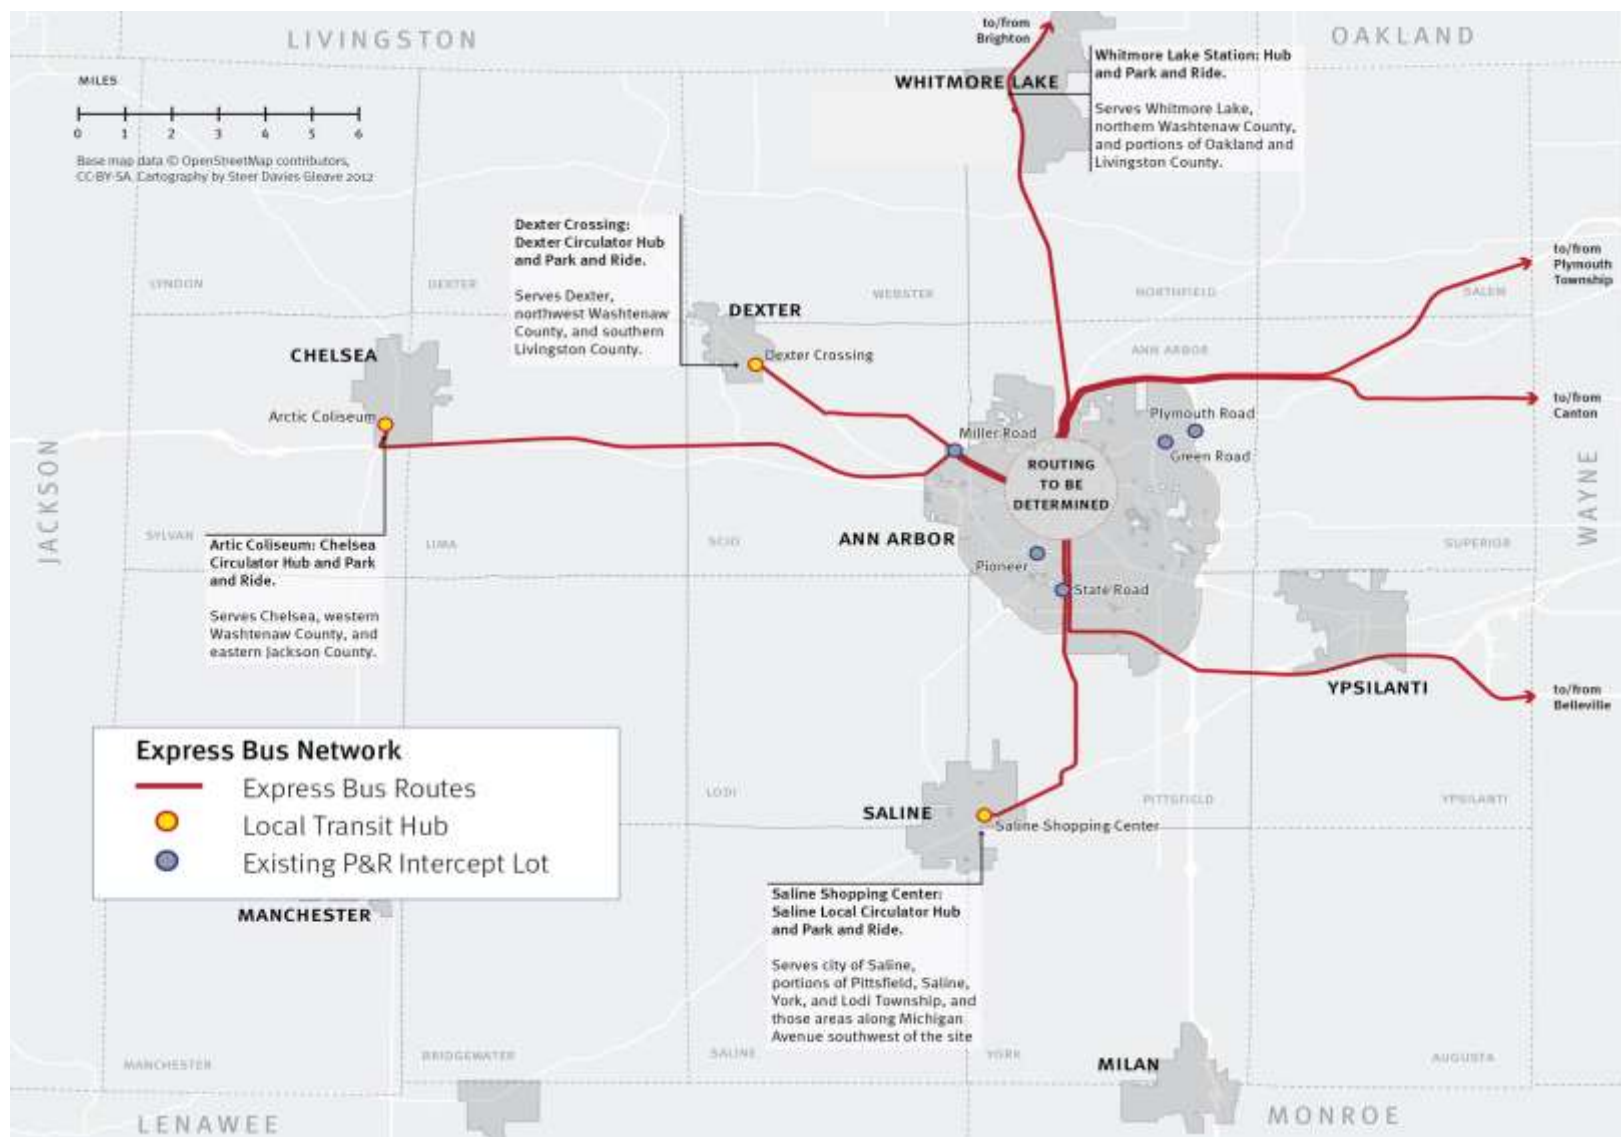 LIVINGSTON
OAKLAND
to/from
Brighton
WHITMORE LAKE
Whitmore Lake Station: Hub
and Park and Ride.
Serves Whitmore Lake,
northern Washtenaw County,
and portions of Oakland and
Livingston County.
MILES
0 1 2 3 4 5 6
Base map data © OpenStreetMap contributors,
CC-BY-SA. Cartography by Steer Davies Gleave 2012
Dexter Crossing:
Dexter Circulator Hub
and Park and Ride.
Serves Dexter,
northwest Washtenaw
County, and southern
Livingston County.
to/from
Plymouth
Township
LYNDON
DEXTER
WEBSTER
NORTHFIELD
SALEM
DEXTER
Dexter Crossing
CHELSEA
Arctic Coliseum
ANN ARBOR
to/from
Canton
Plymouth Road
Green Road
Miller Road
ROUTING
TO BE
DETERMINED
JACKSON
WAYNE
SYLVAN
LIMA
SCIO
ANN ARBOR
SUPERIOR
Pioneer
State Road
Artic Coliseum: Chelsea
Circulator Hub and Park
and Ride.
Serves Chelsea, western
Washtenaw County, and
eastern Jackson County.
YPSILANTI
to/from
Belleville
Express Bus Network
Express Bus Routes
Local Transit Hub
Existing P&R Intercept Lot
LODI
PITTSFIELD
YPSILANTI
SALINE
Saline Shopping Center
MANCHESTER
Saline Shopping Center:
Saline Local Circulator Hub
and Park and Ride.
Serves city of Saline,
portions of Pittsfield, Saline,
York, and Lodi Township, and
those areas along Michigan
Avenue southwest of the site
MANCHESTER
BRIDGEWATER
SALINE
YORK
MILAN
AUGUSTA
LENAWEE
MONROE